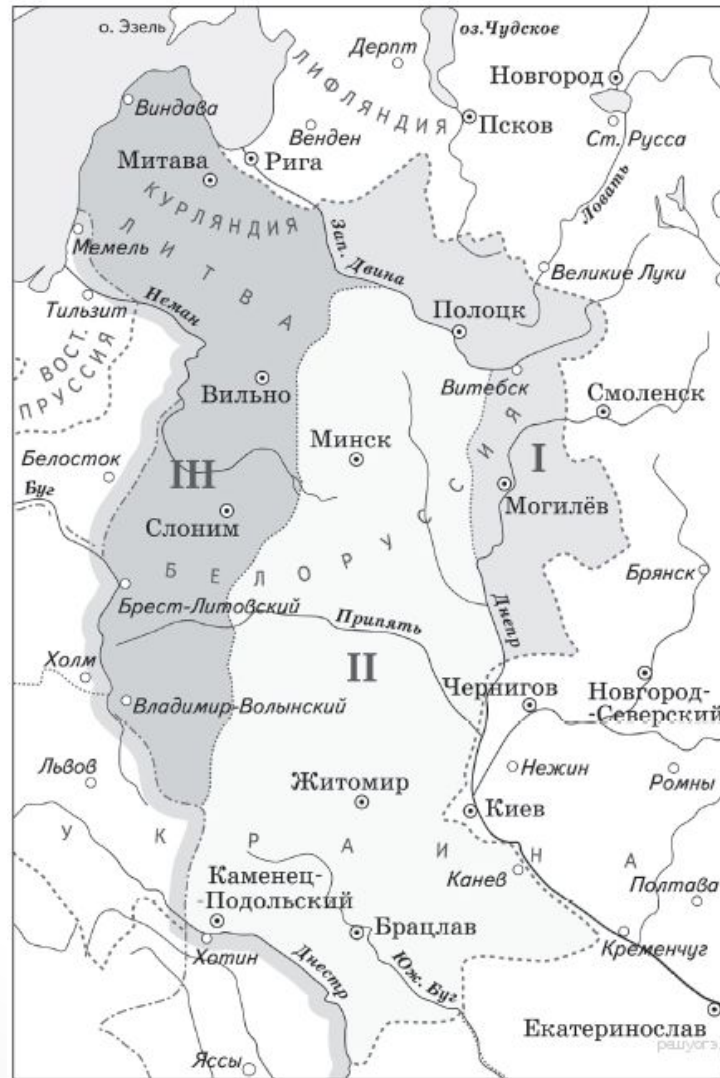 о. Эзель
оз.Чудское
Дерпт
Новгород
ЛИФЛЯНДИЯ
Виндава
Венден
Псков
Ст. Русса
Митава
Рига
КУРЛЯНДИЯ
Ловать
Зап. Двина
ЛИТВА
Мемель
Великие Луки
Тильзит
Неман
Полоцк
ВОСТ.
ПРУССИЯ
Вильно
Витебск
Смоленск
Минск
I
Белосток
III
Могилёв
Буг
Слоним
БЕЛОРУССИЯ
Брянск
Брест-Литовский
Припять
Днепр
Холм
II
Чернигов
Новгород-
-Северский
Владимир-Волынский
Львов
Нежин
Ромны
Житомир
Киев
УКРАИНА
Каменец-
-Подольский
Канев
Полтава
Брацлав
Хотин
Кременчуг
Днестр
Юж. Буг
Екатеринослав
Яссы
решуогэ